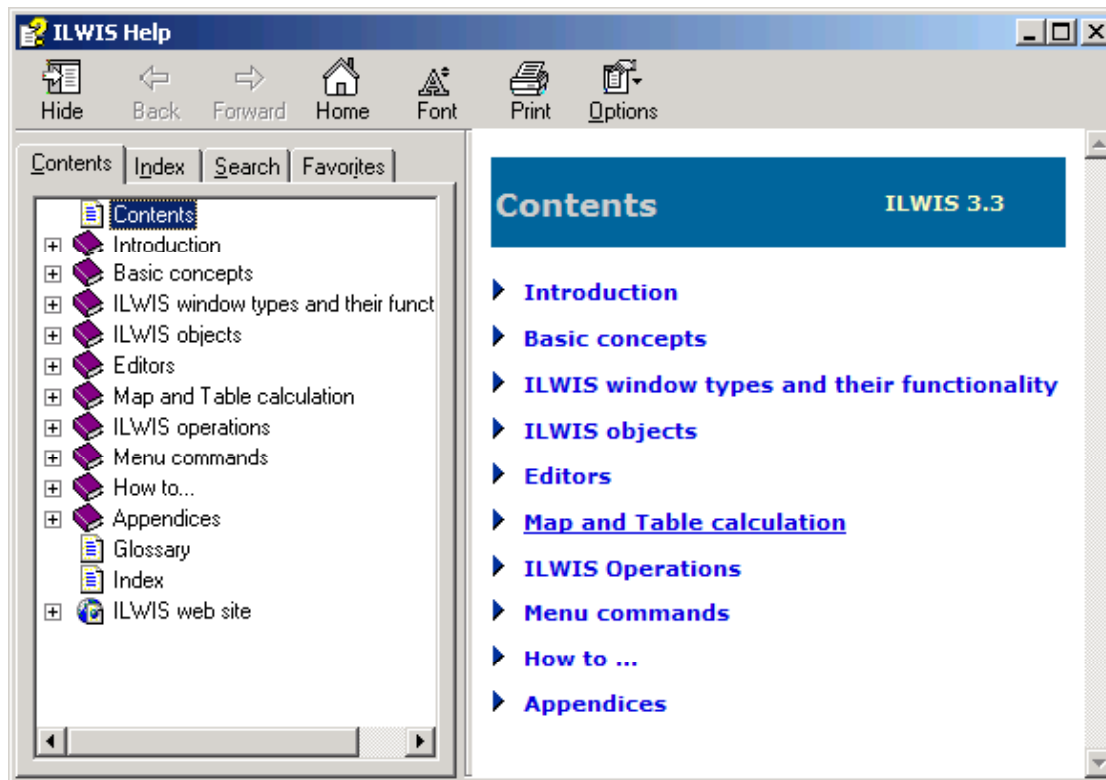 ILWIS Help
Hide Back Forward Home Font Print Options
Contents Index Search Favorites
Contents
Introduction
Basic concepts
ILWIS window types and their funct
ILWIS objects
Editors
Map and Table calculation
ILWIS operations
Menu commands
How to...
Appendices
Glossary
Index
ILWIS web site
Contents ILWIS 3.3
Introduction
Basic concepts
ILWIS window types and their functionality
ILWIS objects
Editors
Map and Table calculation
ILWIS Operations
Menu commands
How to ...
Appendices